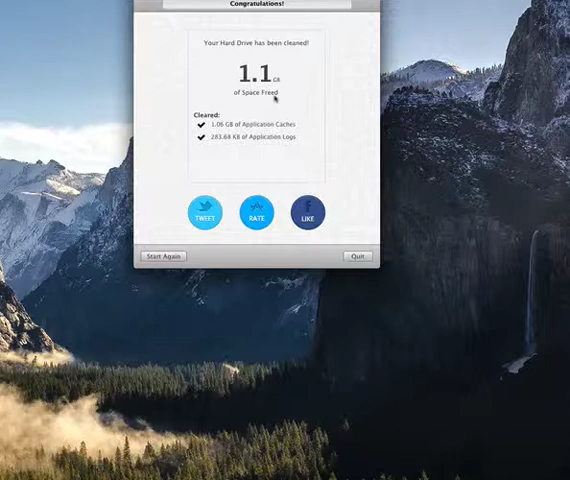 Congratulations!
Your Hard Drive has been cleaned!
1.1 GB
of Space Freed
Cleared:
1.06 GB of Application Caches
283.68 KB of Application Logs
TWEET
RATE
LIKE
Start Again
Quit